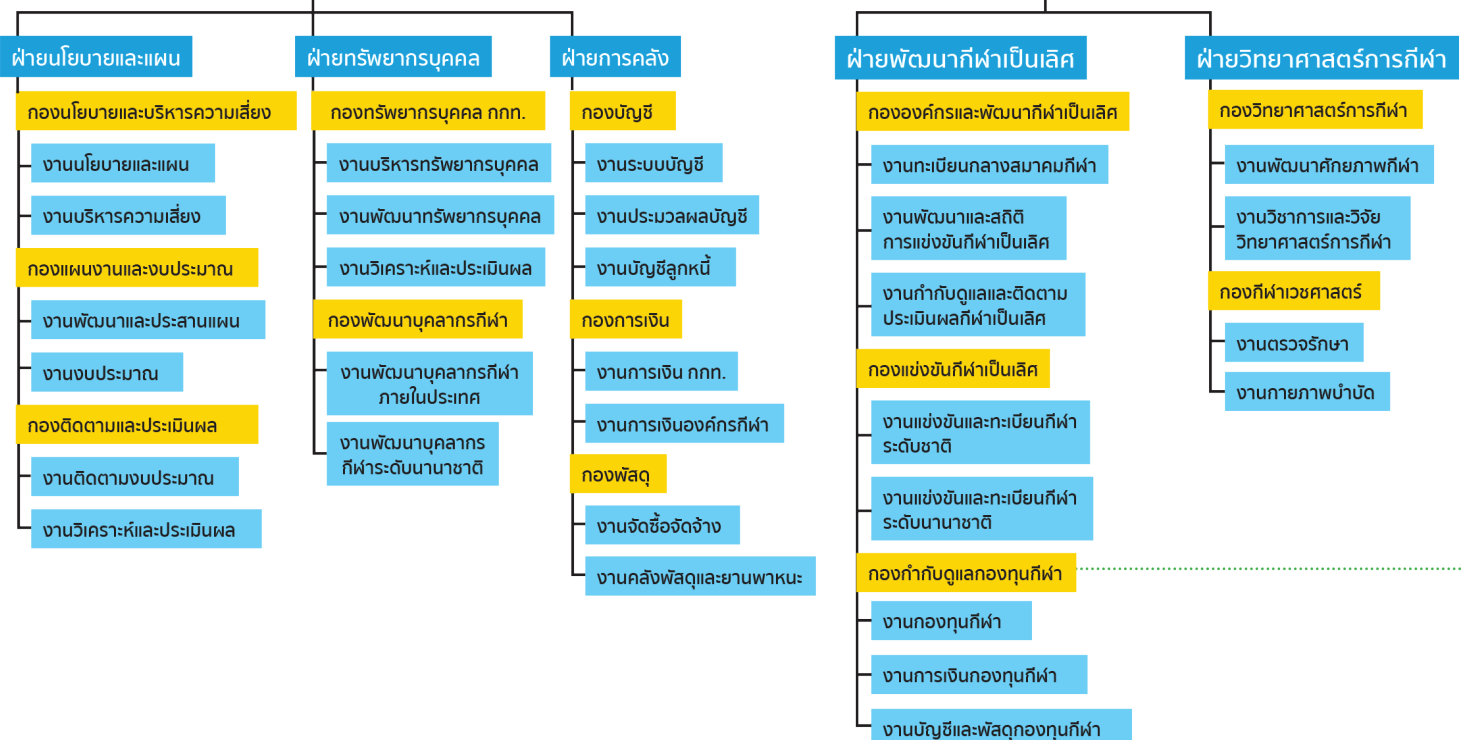 ฝ่ายนโยบายและแผน
กองนโยบายและบริหารความเสี่ยง
งานนโยบายและแผน
งานบริหารความเสี่ยง
กองแผนงานและงบประมาณ
งานพัฒนาและประสานแผน
งานงบประมาณ
กองติดตามและประเมินผล
งานติดตามงบประมาณ
งานวิเคราะห์และประเมินผล
ฝ่ายทรัพยากรบุคคล
กองทรัพยากรบุคคล กกท.
งานบริหารทรัพยากรบุคคล
งานพัฒนาทรัพยากรบุคคล
งานวิเคราะห์และประเมินผล
กองพัฒนาบุคลากรกีฬา
งานพัฒนาบุคลากรกีฬา
ภายในประเทศ
งานพัฒนาบุคลากร
กีฬาระดับนานาชาติ
ฝ่ายการคลัง
กองบัญชี
งานระบบบัญชี
งานประมวลผลบัญชี
งานบัญชีลูกหนี้
กองการเงิน
งานการเงิน กกท.
งานการเงินองค์กรกีฬา
กองพัสดุ
งานจัดซื้อจัดจ้าง
งานคลังพัสดุและยานพาหนะ
ฝ่ายพัฒนากีฬาเป็นเลิศ
กององค์กรและพัฒนากีฬาเป็นเลิศ
งานทะเบียนกลางสมาคมกีฬา
งานพัฒนาและสถิติ
การแข่งขันกีฬาเป็นเลิศ
งานกำกับดูแลและติดตาม
ประเมินผลกีฬาเป็นเลิศ
กองแข่งขันกีฬาเป็นเลิศ
งานแข่งขันและทะเบียนกีฬา
ระดับชาติ
งานแข่งขันและทะเบียนกีฬา
ระดับนานาชาติ
กองกำกับดูแลกองทุนกีฬา
งานกองทุนกีฬา
งานการเงินกองทุนกีฬา
งานบัญชีและพัสดุกองทุนกีฬา
ฝ่ายวิทยาศาสตร์การกีฬา
กองวิทยาศาสตร์การกีฬา
งานพัฒนาศักยภาพกีฬา
งานวิชาการและวิจัย
วิทยาศาสตร์การกีฬา
กองกีฬาเวชศาสตร์
งานตรวจรักษา
งานกายภาพบำบัด